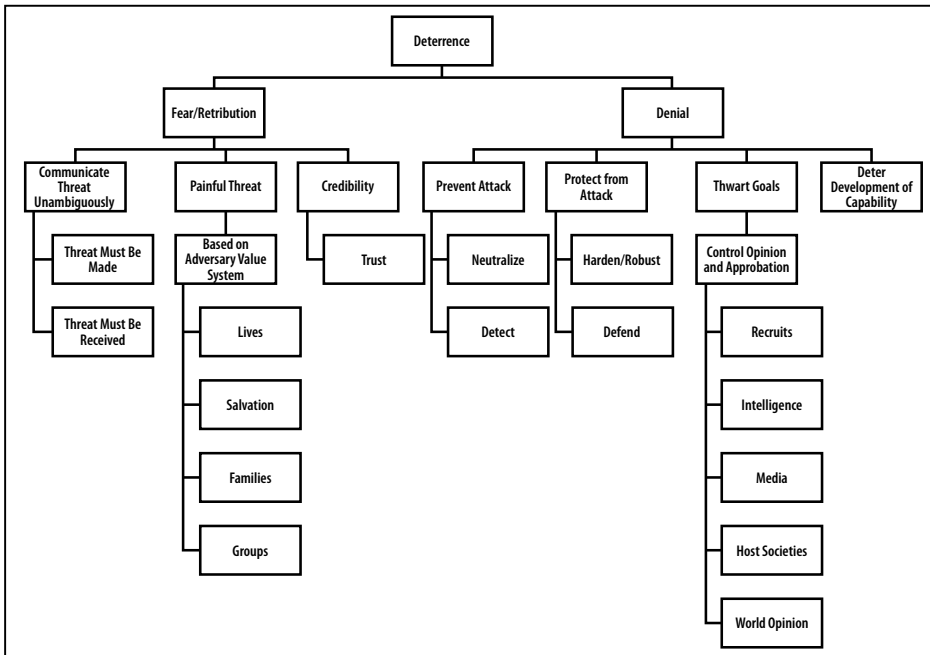 Deterrence
Fear/Retribution
Denial
Communicate
Threat
Unambiguously
Painful Threat
Credibility
Prevent Attack
Protect from
Attack
Thwart Goals
Deter
Development of
Capability
Threat Must Be
Made
Based on
Adversary Value
System
Trust
Neutralize
Harden/Robust
Control Opinion
and Approbation
Threat Must Be
Received
Lives
Detect
Defend
Recruits
Salvation
Intelligence
Families
Media
Groups
Host Societies
World Opinion